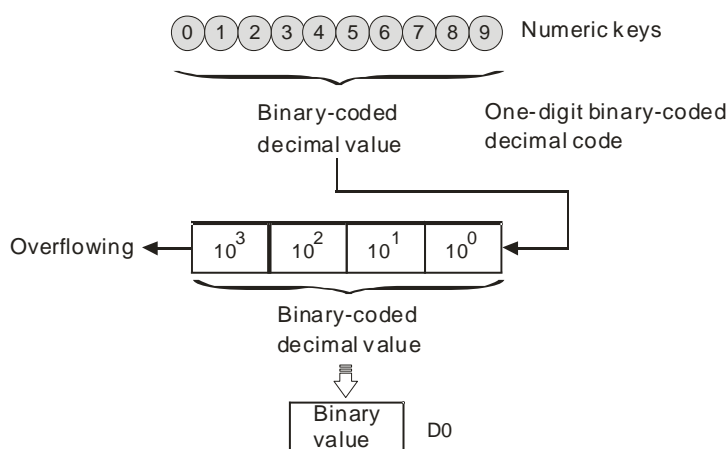 0 1 2 3 4 5 6 7 8 9 Numeric keys
Binary-coded
decimal value
One-digit binary-coded
decimal code
Overflowing
10³ 10² 10¹ 10⁰
Binary-coded
decimal value
Binary
value
D0